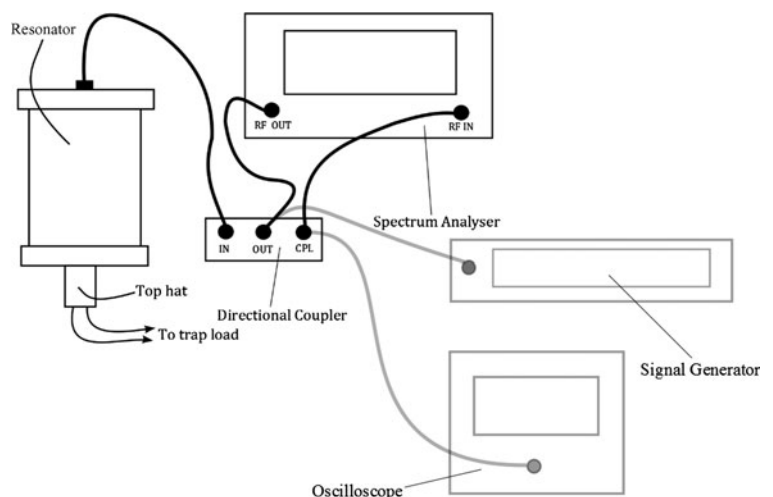 Resonator
RF OUT
RF IN
Spectrum Analyser
IN
OUT
CPL
Top hat
Directional Coupler
To trap load
Signal Generator
Oscilloscope